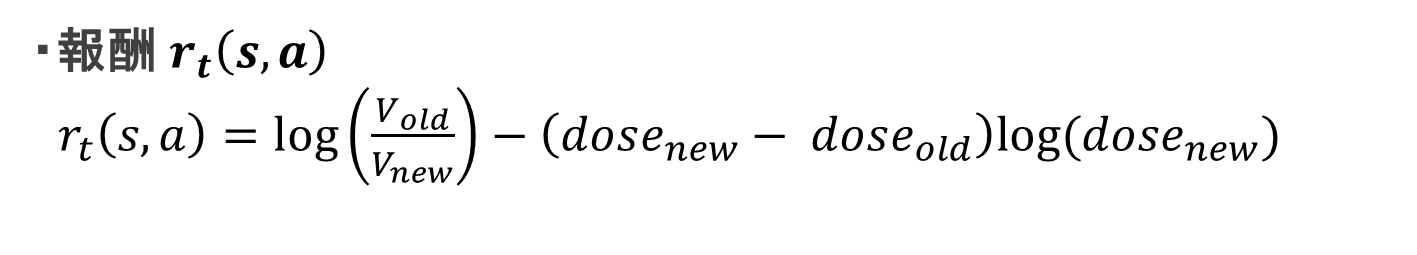 ▪報酬 r_t(s, a)
r_t(s, a) = log(V_old / V_new) − (dose_new − dose_old)log(dose_new)